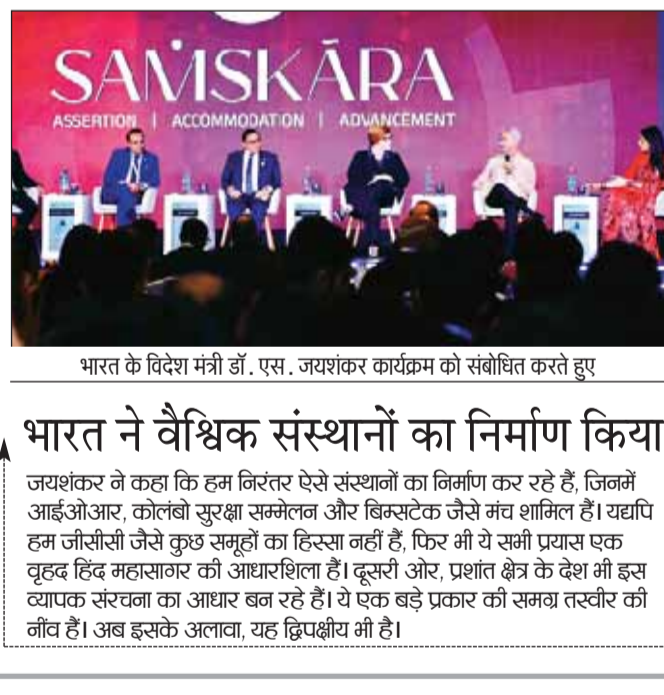 SAṀSKĀRA
ASSERTION | ACCOMMODATION | ADVANCEMENT
भारत के विदेश मंत्री डॉ. एस. जयशंकर कार्यक्रम को संबोधित करते हुए
भारत ने वैश्विक संस्थानों का निर्माण किया
जयशंकर ने कहा कि हम निरंतर ऐसे संस्थानों का निर्माण कर रहे हैं, जिनमें
आईओआर, कोलंबो सुरक्षा सम्मेलन और बिम्सटेक जैसे मंच शामिल हैं। यद्यपि
हम जीसीसी जैसे कुछ समूहों का हिस्सा नहीं हैं, फिर भी ये सभी प्रयास एक
वृहद हिंद महासागर की आधारशिला हैं। दूसरी ओर, प्रशांत क्षेत्र के देश भी इस
व्यापक संरचना का आधार बन रहे हैं। ये एक बड़े प्रकार की समग्र तस्वीर की
नींव हैं। अब इसके अलावा, यह द्विपक्षीय भी है।